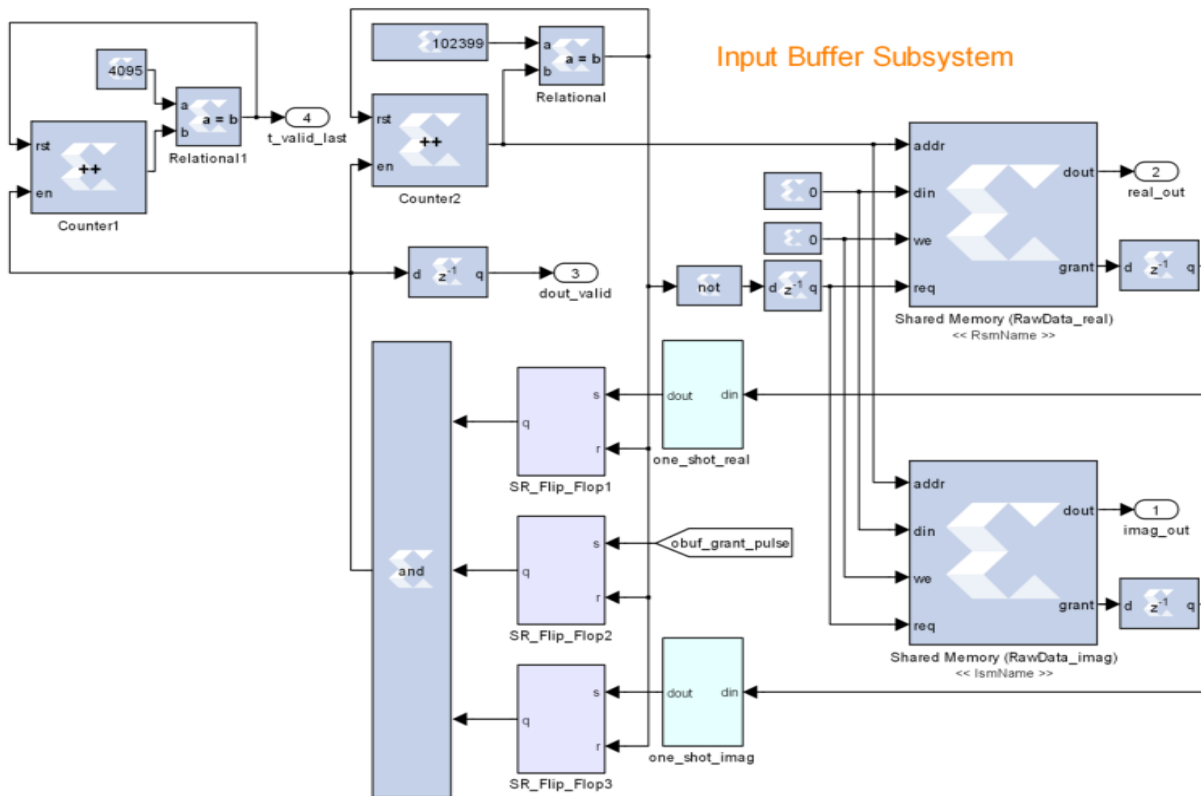 Input Buffer Subsystem
4095
a
b
a = b
Relational1
4
t_valid_last
rst
en
++
Counter1
102399
a
b
a = b
Relational
rst
en
++
Counter2
d z⁻¹ q
3
dout_valid
not
d z⁻¹ q
0
0
addr
din
we
req
dout
grant
2
real_out
d z⁻¹ q
Shared Memory (RawData_real)
<< RsmName >>
and
s
q
r
SR_Flip_Flop1
dout din
one_shot_real
s
q
r
SR_Flip_Flop2
obuf_grant_pulse
s
q
r
SR_Flip_Flop3
dout din
one_shot_imag
addr
din
we
req
dout
grant
1
imag_out
d z⁻¹ q
Shared Memory (RawData_imag)
<< IsmName >>